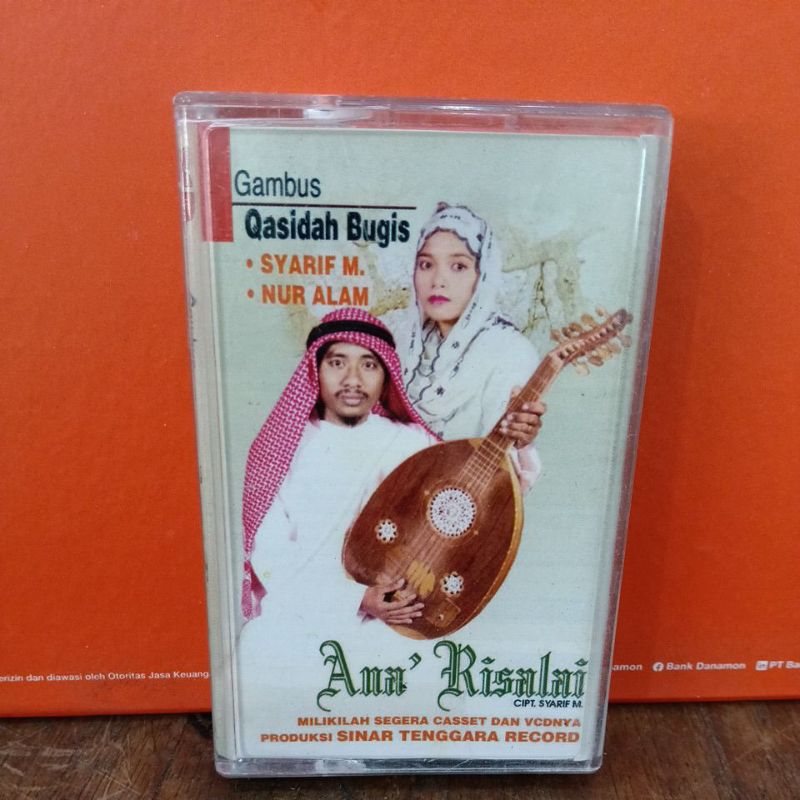 Gambus
Qasidah Bugis
• SYARIF M.
• NUR ALAM
Ana' Risalai
CIPT. SYARIF M.
MILIKILAH SEGERA CASSET DAN VCDNYA
PRODUKSI SINAR TENGGARA RECORD
erizin dan diawasi oleh Otoritas Jasa Keuang
amon Bank Danamon PT Ba